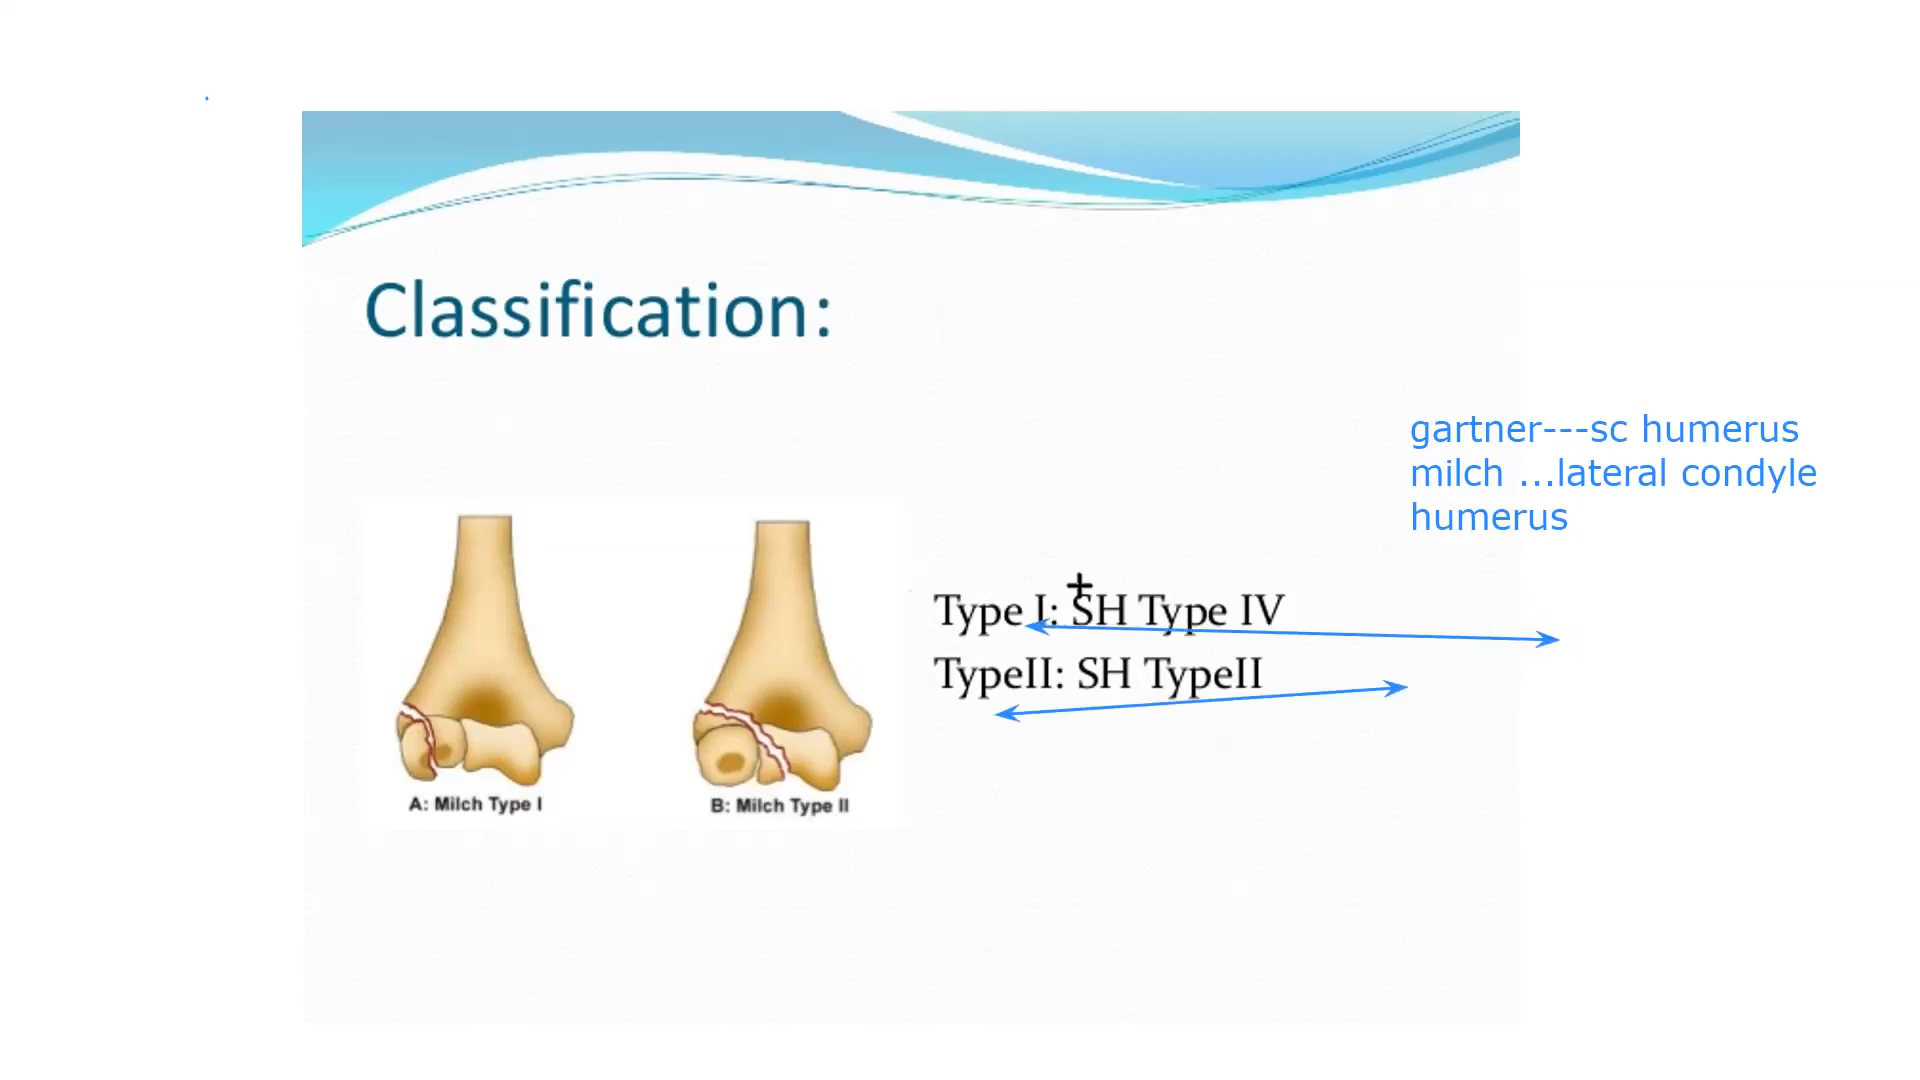 Classification:
gartner---sc humerus
milch ...lateral condyle
humerus
Type I: SH Type IV
TypeII: SH TypeII
A: Milch Type I
B: Milch Type II